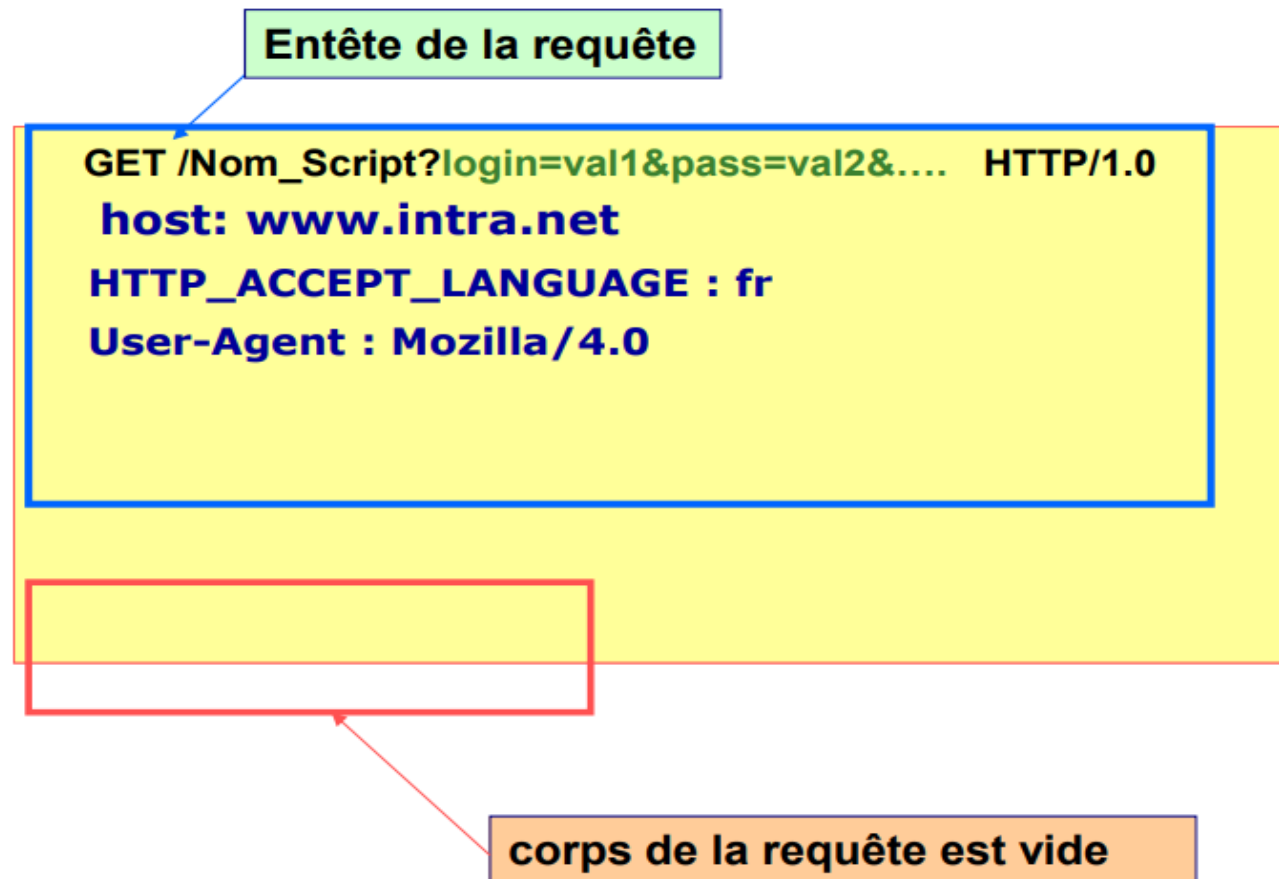 Entête de la requête
GET /Nom_Script?login=val1&pass=val2&.... HTTP/1.0
host: www.intra.net
HTTP_ACCEPT_LANGUAGE : fr
User-Agent : Mozilla/4.0
corps de la requête est vide